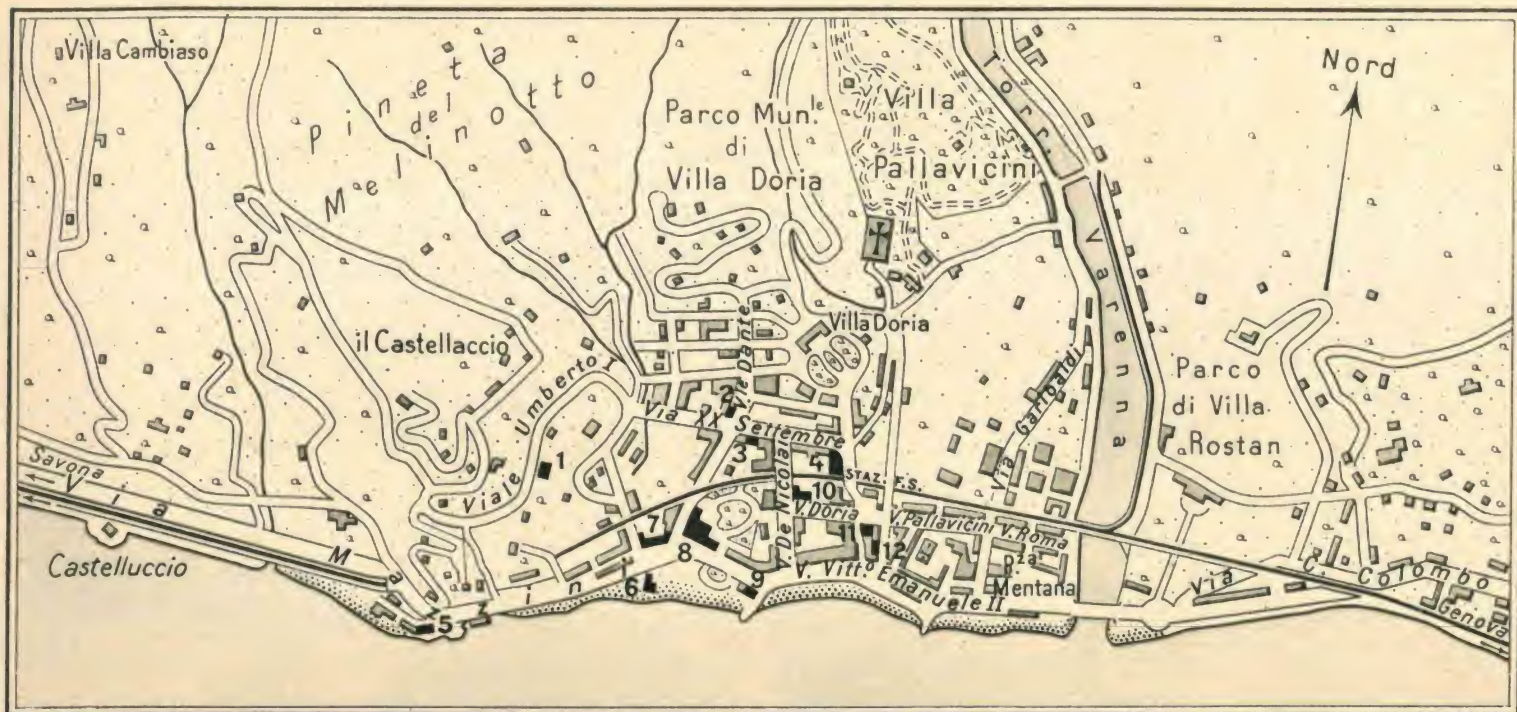 Villa Cambiaso
Pineta
del
Melinotto
Parco Mun.le
di
Villa Doria
Villa
Pallavicini
Torr.
Varenna
Nord
il Castellaccio
Villa Doria
Parco
di Villa
Rostan
Viale Umberto I
V.le Dante
Via XX Settembre
Via Garibaldi
1
2
3
4
STAZ. F.S.
10
V. De Nicolay
V. Doria
V. Pallavicini
V. Roma
7
8
11
12
9
6
5
Savona
Via Marina
Castelluccio
V. Vitt.o Emanuele II
P.za
Mentana
Via C. Colombo
Genova